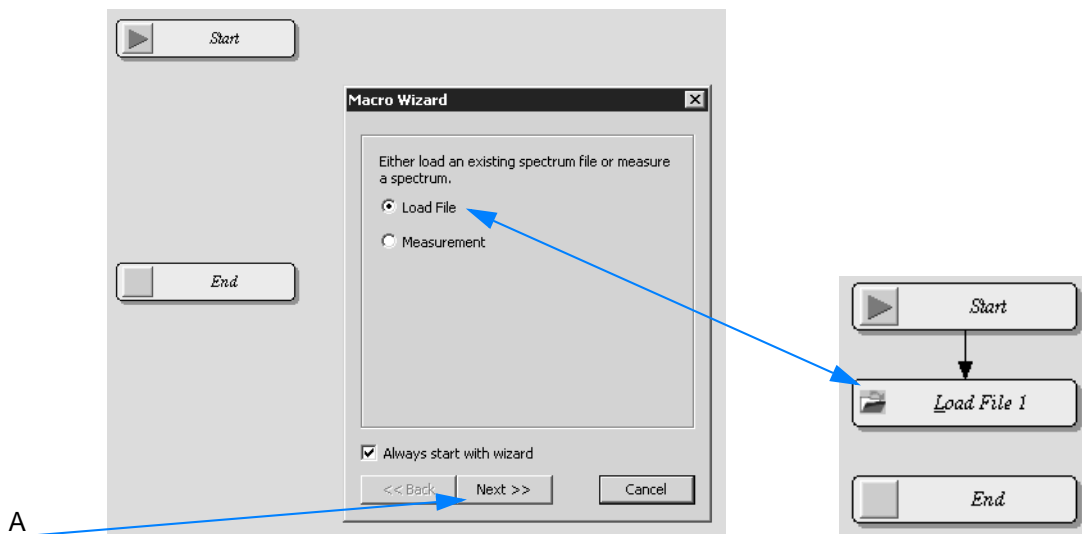 Start
Macro Wizard
Either load an existing spectrum file or measure
a spectrum.
Load File
Measurement
End
Always start with wizard
<< Back
Next >>
Cancel
A
Start
Load File 1
End